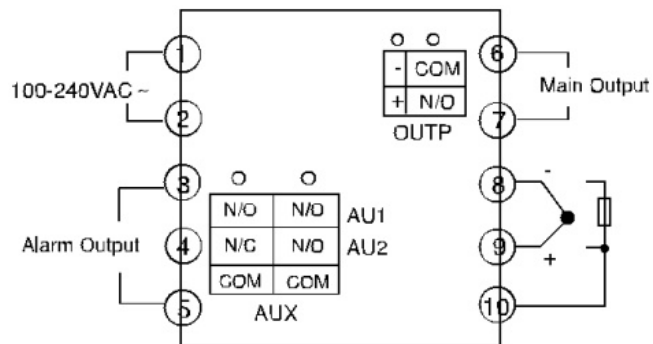 1
100-240VAC ~
2
3
Alarm Output
4
5
- COM
+ N/O
OUTP
N/O N/O AU1
N/C N/O AU2
COM COM
AUX
6
Main Output
7
8 -
9 +
10